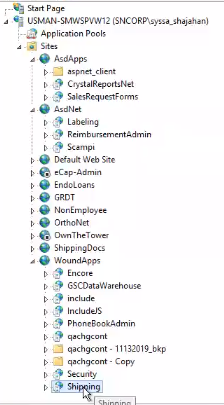 Start Page
USMAN-SMWSPVW12 (SNCORP\syssa_shajahan)
Application Pools
Sites
AsdApps
aspnet_client
CrystalReportsNet
SalesRequestForms
AsdNet
Labeling
ReimbursementAdmin
Scampi
Default Web Site
eCap-Admin
EndoLoans
GRDT
NonEmployee
OrthoNet
OwnTheTower
ShippingDocs
WoundApps
Encore
GSCDataWarehouse
include
IncludeJS
PhoneBookAdmin
qachgcont
qachgcont - 11132019_bkp
qachgcont - Copy
Security
Shipping
Shipping